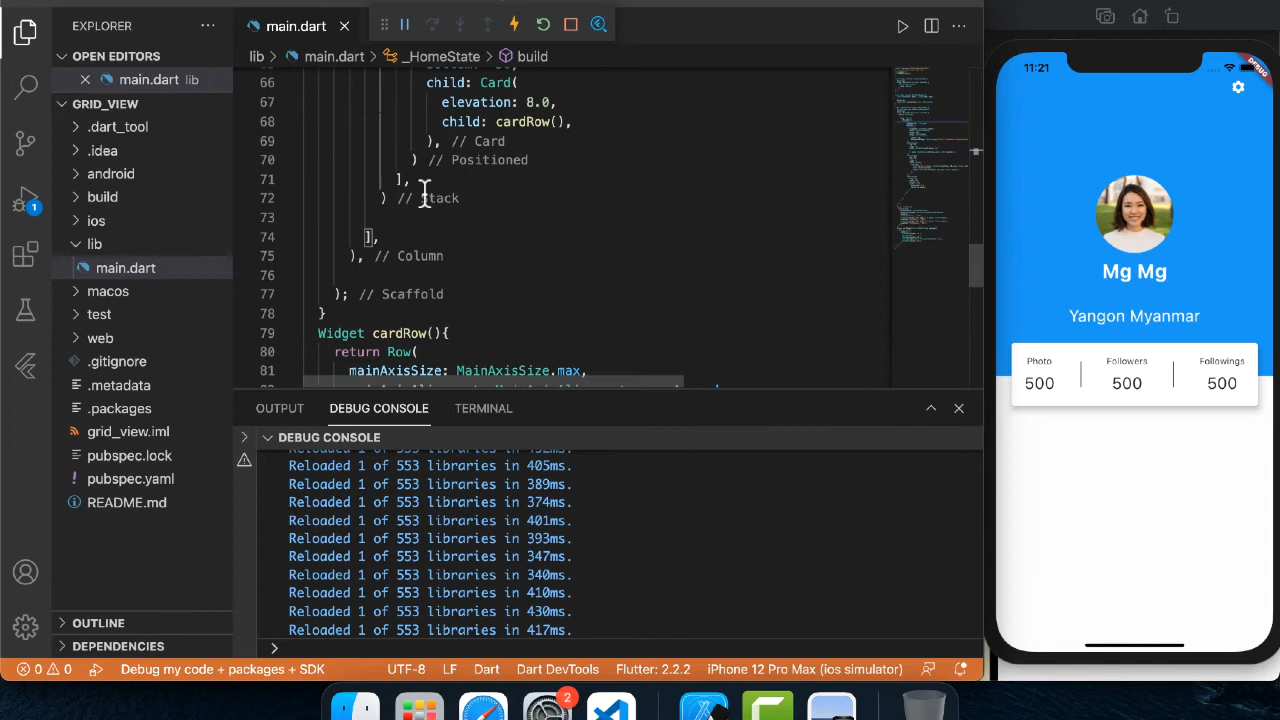 EXPLORER
OPEN EDITORS
main.dart lib
GRID_VIEW
.dart_tool
.idea
android
build
ios
lib
main.dart
macos
test
web
.gitignore
.metadata
.packages
grid_view.iml
pubspec.lock
pubspec.yaml
README.md
OUTLINE
DEPENDENCIES
1
main.dart
lib > main.dart > _HomeState > build
66 child: Card(
67 elevation: 8.0,
68 child: cardRow(),
69 ), // Card
70 ) // Positioned
71 ],
72 ) // Stack
73
74 ],
75 ), // Column
76
77 ); // Scaffold
78 }
79 Widget cardRow(){
80 return Row(
81 mainAxisSize: MainAxisSize.max,
OUTPUT DEBUG CONSOLE TERMINAL
DEBUG CONSOLE
Reloaded 1 of 553 libraries in 405ms.
Reloaded 1 of 553 libraries in 389ms.
Reloaded 1 of 553 libraries in 374ms.
Reloaded 1 of 553 libraries in 401ms.
Reloaded 1 of 553 libraries in 393ms.
Reloaded 1 of 553 libraries in 347ms.
Reloaded 1 of 553 libraries in 340ms.
Reloaded 1 of 553 libraries in 410ms.
Reloaded 1 of 553 libraries in 430ms.
Reloaded 1 of 553 libraries in 417ms.
0 0 Debug my code + packages + SDK UTF-8 LF Dart Dart DevTools Flutter: 2.2.2 iPhone 12 Pro Max (ios simulator)
2
11:21
DEBUG
Mg Mg
Yangon Myanmar
Photo Followers Followings
500 500 500